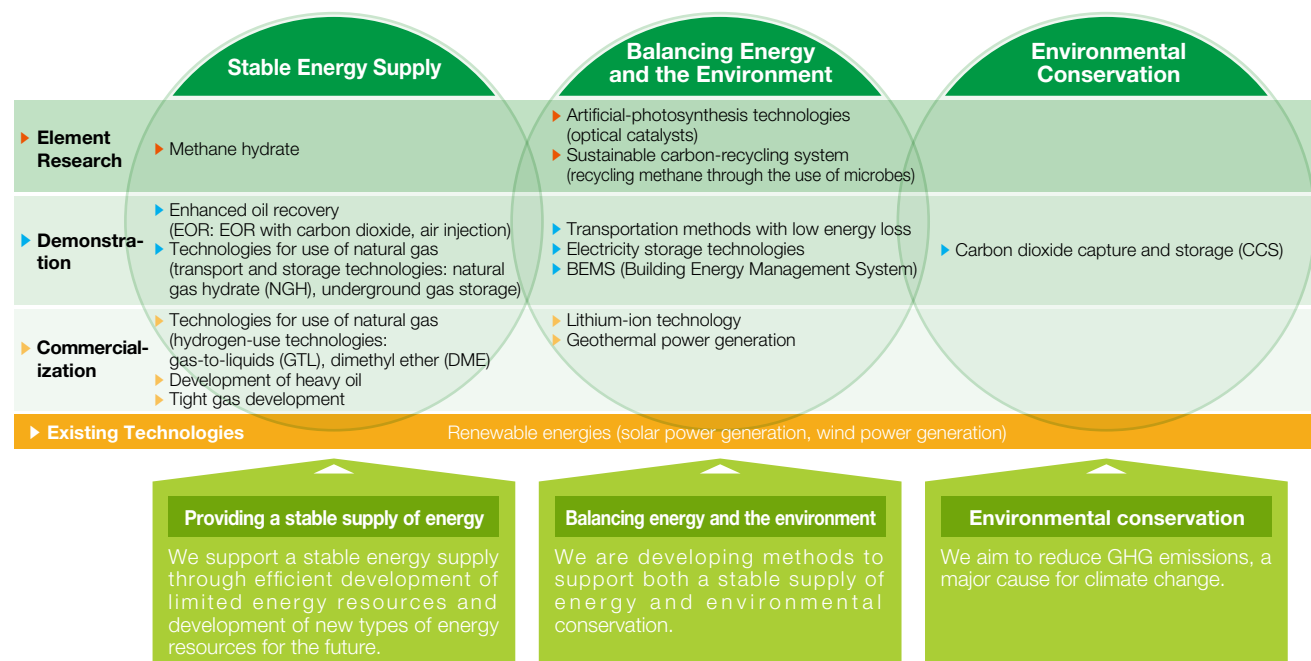 Stable Energy Supply
Balancing Energy
and the Environment
Environmental
Conservation
Element
Research
Methane hydrate
Artificial-photosynthesis technologies
(optical catalysts)
Sustainable carbon-recycling system
(recycling methane through the use of microbes)
Demonstra-
tion
Enhanced oil recovery
(EOR: EOR with carbon dioxide, air injection)
Technologies for use of natural gas
(transport and storage technologies: natural
gas hydrate (NGH), underground gas storage)
Transportation methods with low energy loss
Electricity storage technologies
BEMS (Building Energy Management System)
Carbon dioxide capture and storage (CCS)
Commercial-
ization
Technologies for use of natural gas
(hydrogen-use technologies:
gas-to-liquids (GTL), dimethyl ether (DME)
Development of heavy oil
Tight gas development
Lithium-ion technology
Geothermal power generation
Existing Technologies
Renewable energies (solar power generation, wind power generation)
Providing a stable supply of energy
We support a stable energy supply
through efficient development of
limited energy resources and
development of new types of energy
resources for the future.
Balancing energy and the environment
We are developing methods to
support both a stable supply of
energy and environmental
conservation.
Environmental conservation
We aim to reduce GHG emissions, a
major cause for climate change.